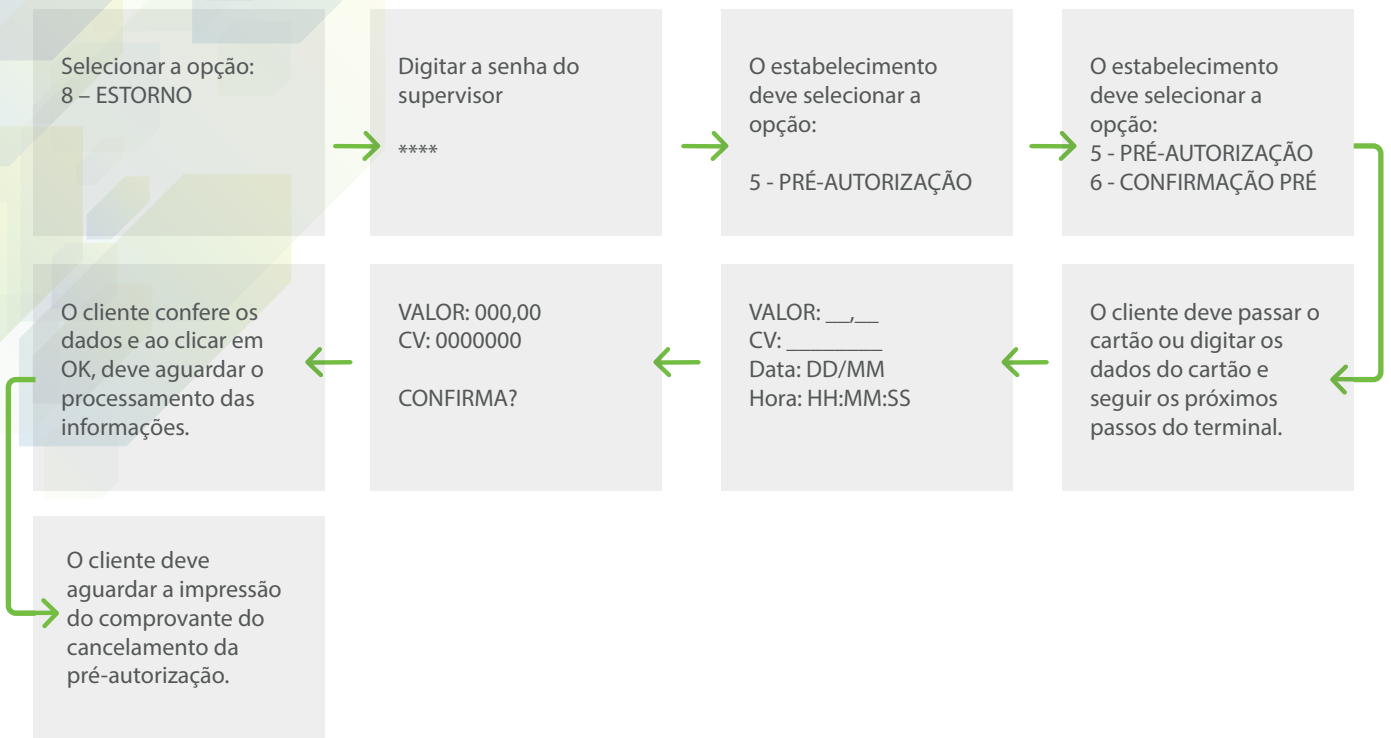 Selecionar a opção:
8 – ESTORNO
Digitar a senha do
supervisor
****
O estabelecimento
deve selecionar a
opção:
5 - PRÉ-AUTORIZAÇÃO
O estabelecimento
deve selecionar a
opção:
5 - PRÉ-AUTORIZAÇÃO
6 - CONFIRMAÇÃO PRÉ
O cliente deve passar o
cartão ou digitar os
dados do cartão e
seguir os próximos
passos do terminal.
VALOR: __,__
CV: ________
Data: DD/MM
Hora: HH:MM:SS
VALOR: 000,00
CV: 0000000
CONFIRMA?
O cliente confere os
dados e ao clicar em
OK, deve aguardar o
processamento das
informações.
O cliente deve
aguardar a impressão
do comprovante do
cancelamento da
pré-autorização.